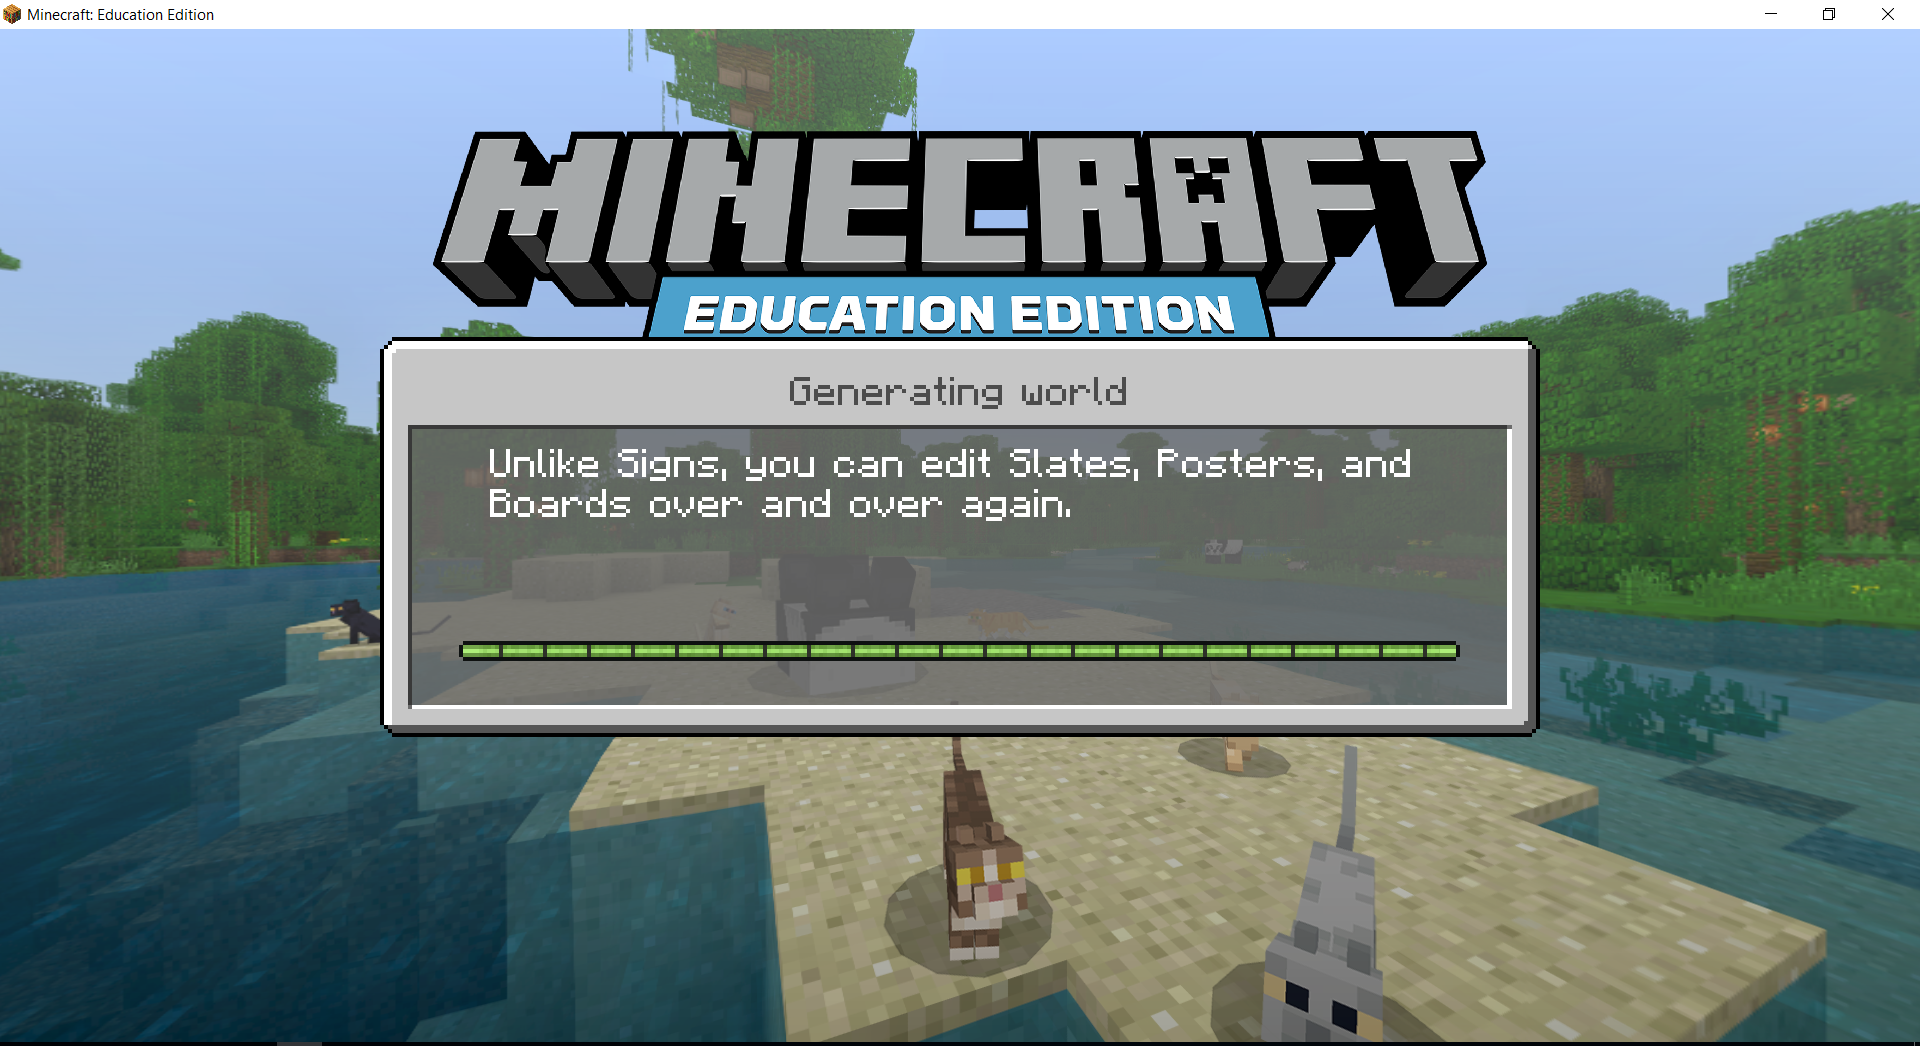 Minecraft: Education Edition
MINECRAFT
EDUCATION EDITION
Generating world
Unlike Signs, you can edit Slates, Posters, and
Boards over and over again.